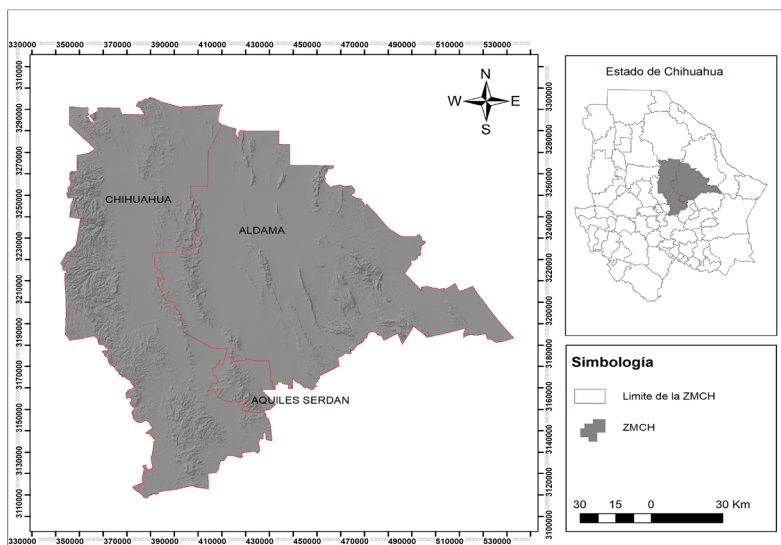 330000 350000 370000 390000 410000 430000 450000 470000 490000 510000 530000
3310000
3290000
3270000
3250000
3230000
3210000
3190000
3170000
3150000
3130000
3110000
N
W E
S
CHIHUAHUA
ALDAMA
AQUILES SERDAN
3300000
3280000
3260000
3240000
3220000
3200000
3180000
3160000
3140000
3120000
3100000
330000 350000 370000 390000 410000 430000 450000 470000 490000 510000 530000
Estado de Chihuahua
Simbología
Limite de la ZMCH
ZMCH
30 15 0 30 Km